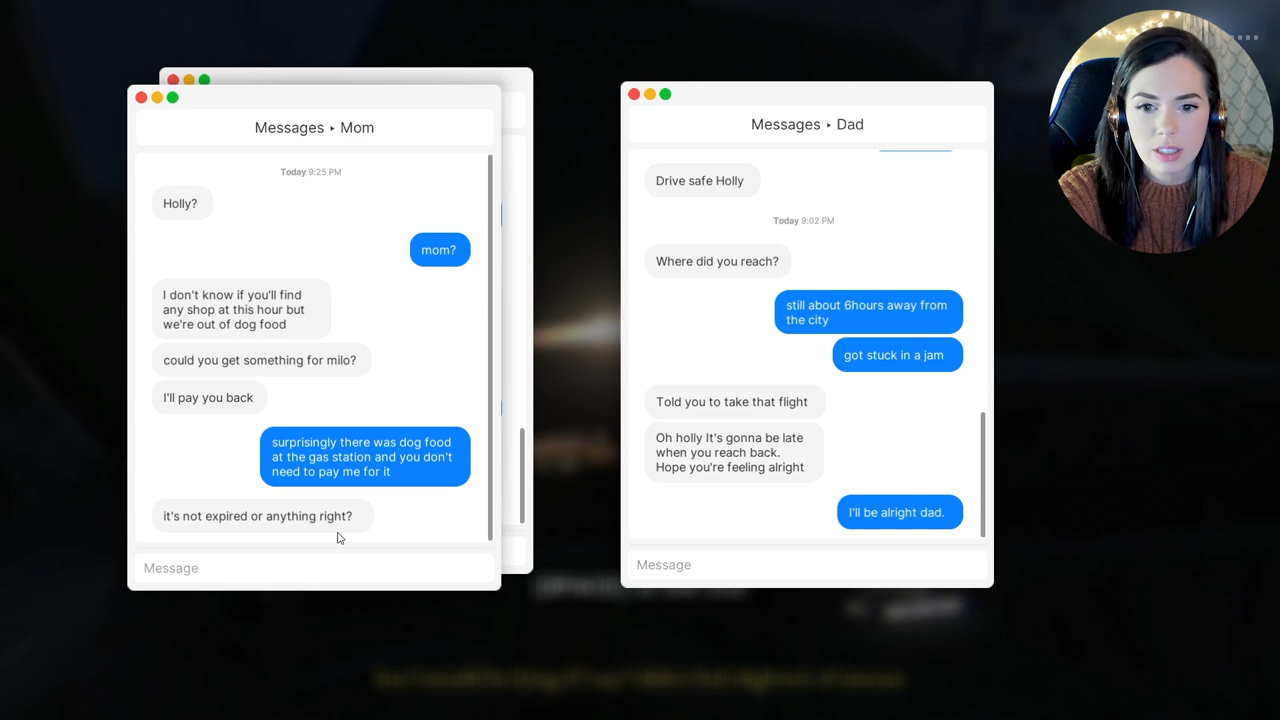 Messages ‣ Mom
Today 9:25 PM
Holly?
mom?
I don't know if you'll find
any shop at this hour but
we're out of dog food
could you get something for milo?
I'll pay you back
surprisingly there was dog food
at the gas station and you don't
need to pay me for it
it's not expired or anything right?
Message
Messages ‣ Dad
Drive safe Holly
Today 9:02 PM
Where did you reach?
still about 6hours away from
the city
got stuck in a jam
Told you to take that flight
Oh holly It's gonna be late
when you reach back.
Hope you're feeling alright
I'll be alright dad.
Message